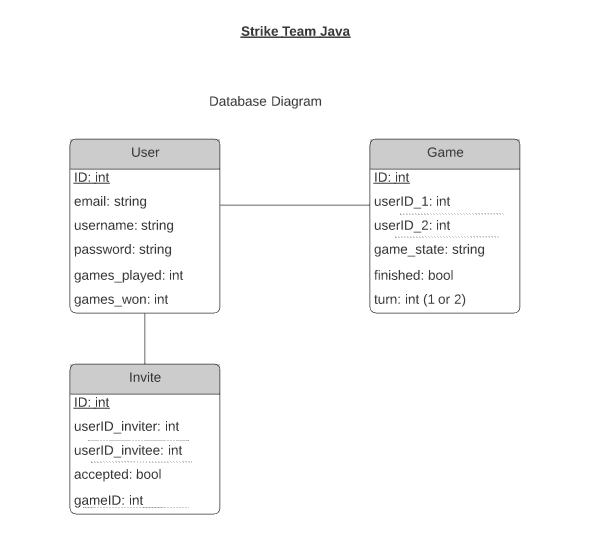 Strike Team Java
Database Diagram
User
ID: int
email: string
username: string
password: string
games_played: int
games_won: int
Game
ID: int
userID_1: int
userID_2: int
game_state: string
finished: bool
turn: int (1 or 2)
Invite
ID: int
userID_inviter: int
userID_invitee: int
accepted: bool
gameID: int